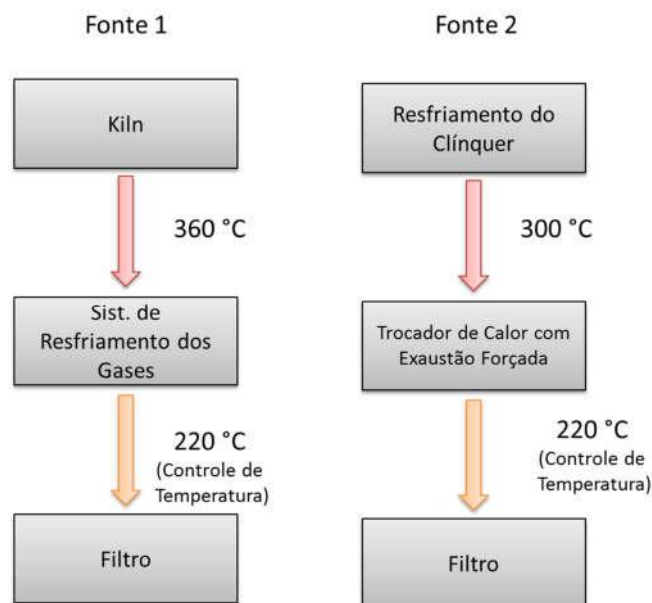 Fonte 1
Kiln
360 °C
Sist. de
Resfriamento dos
Gases
220 °C
(Controle de
Temperatura)
Filtro
Fonte 2
Resfriamento do
Clínquer
300 °C
Trocador de Calor com
Exaustão Forçada
220 °C
(Controle de
Temperatura)
Filtro